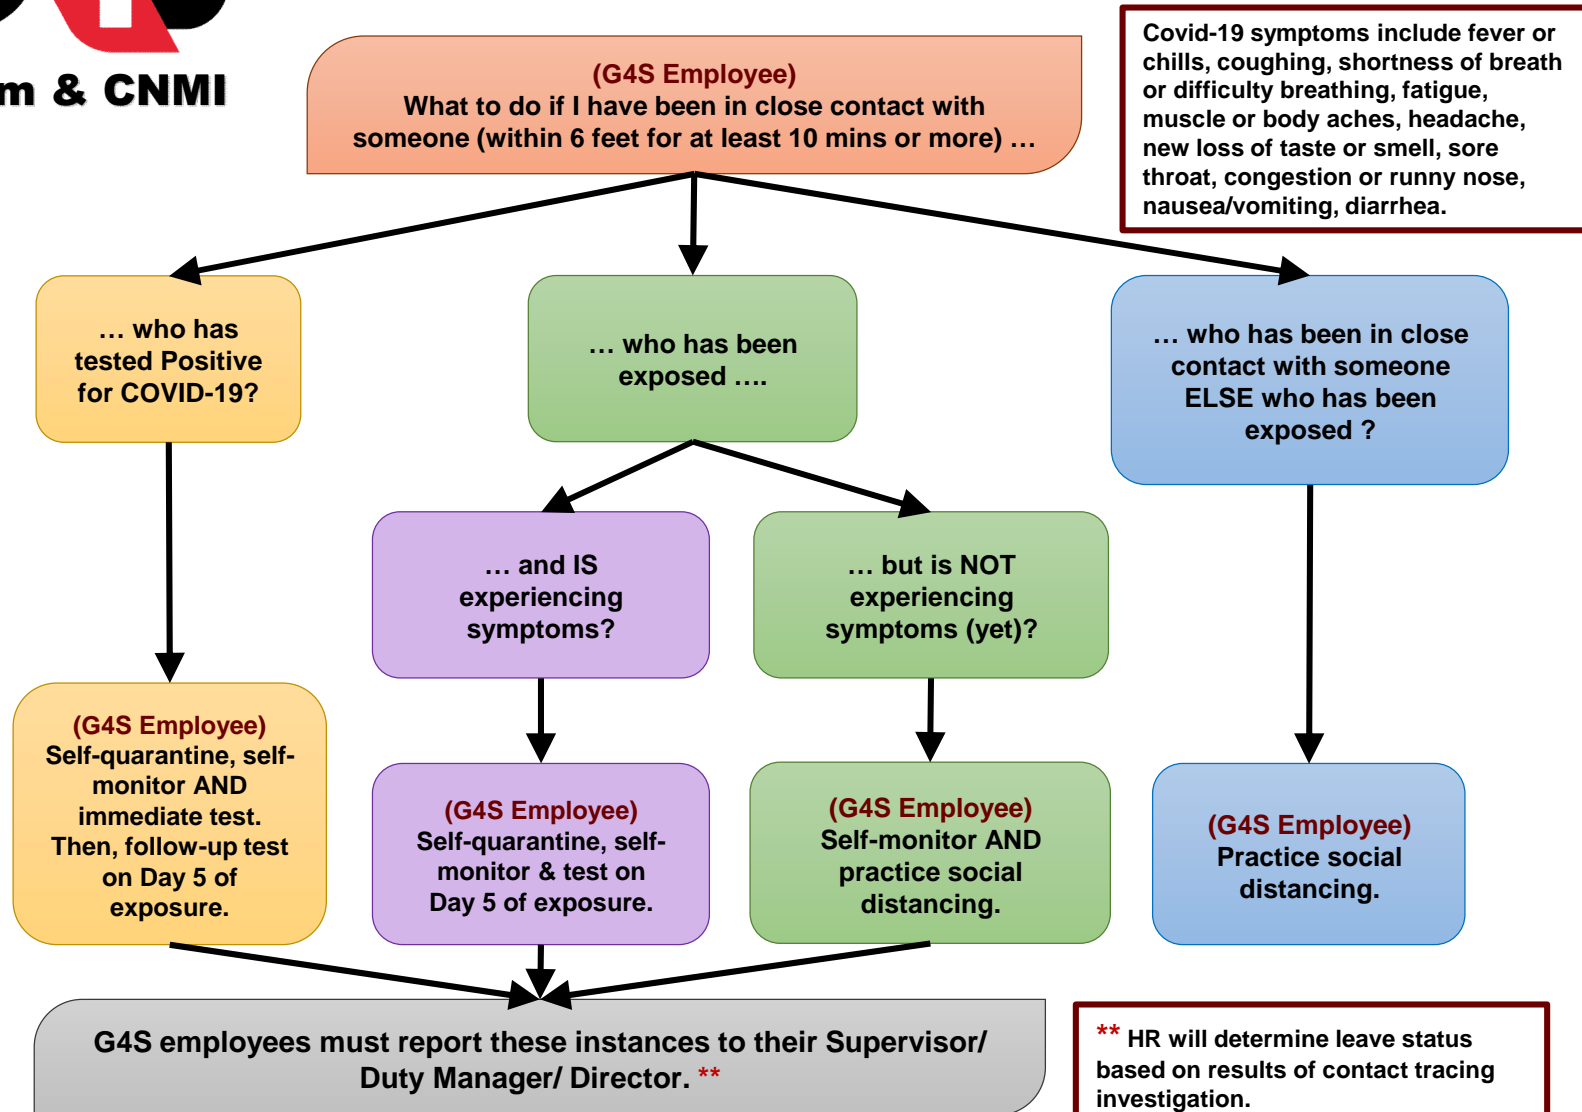 & CNMI
(G4S Employee)
What to do if I have been in close contact with
someone (within 6 feet for at least 10 mins or more) …
Covid-19 symptoms include fever or
chills, coughing, shortness of breath
or difficulty breathing, fatigue,
muscle or body aches, headache,
new loss of taste or smell, sore
throat, congestion or runny nose,
nausea/vomiting, diarrhea.
… who has
tested Positive
for COVID-19?
… who has been
exposed ….
… who has been in close
contact with someone
ELSE who has been
exposed ?
… and IS
experiencing
symptoms?
… but is NOT
experiencing
symptoms (yet)?
(G4S Employee)
Self-quarantine, self-
monitor AND
immediate test.
Then, follow-up test
on Day 5 of
exposure.
(G4S Employee)
Self-quarantine, self-
monitor & test on
Day 5 of exposure.
(G4S Employee)
Self-monitor AND
practice social
distancing.
(G4S Employee)
Practice social
distancing.
G4S employees must report these instances to their Supervisor/
Duty Manager/ Director. **
** HR will determine leave status
based on results of contact tracing
investigation.